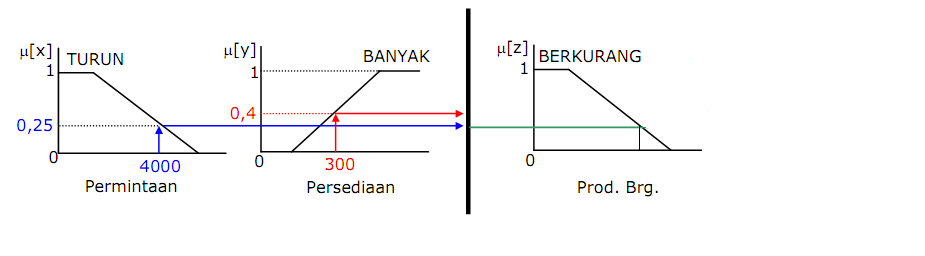 μ[x] TURUN
1
0,25
0
4000
Permintaan
μ[y] BANYAK
1
0,4
0
300
Persediaan
μ[z] BERKURANG
1
0
Prod. Brg.